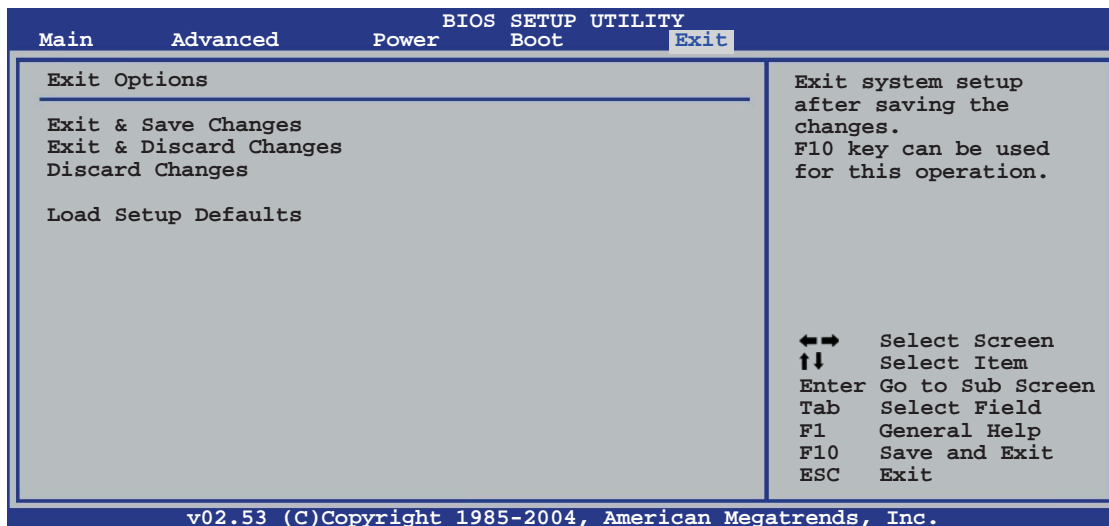 BIOS SETUP UTILITY
Main Advanced Power Boot Exit
Exit Options
Exit & Save Changes
Exit & Discard Changes
Discard Changes
Load Setup Defaults
Exit system setup
after saving the
changes.
F10 key can be used
for this operation.
←→ Select Screen
↑↓ Select Item
Enter Go to Sub Screen
Tab Select Field
F1 General Help
F10 Save and Exit
ESC Exit
v02.53 (C)Copyright 1985-2004, American Megatrends, Inc.